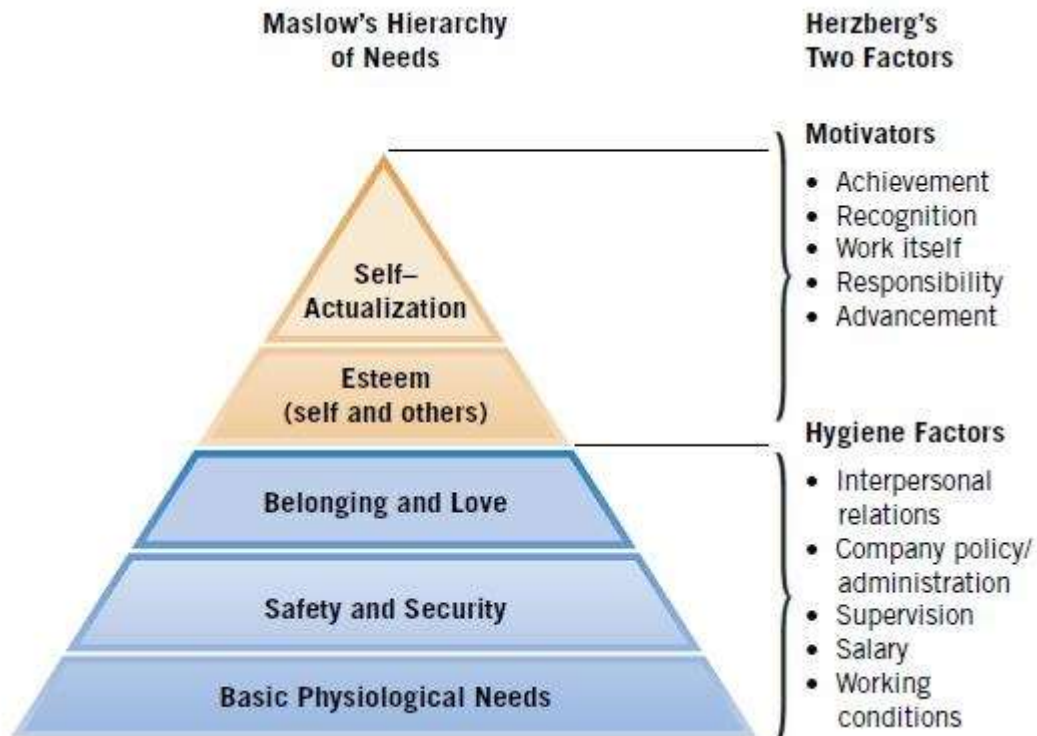 Maslow's Hierarchy
of Needs
Self–
Actualization
Esteem
(self and others)
Belonging and Love
Safety and Security
Basic Physiological Needs
Herzberg's
Two Factors
Motivators
• Achievement
• Recognition
• Work itself
• Responsibility
• Advancement
Hygiene Factors
• Interpersonal
relations
• Company policy/
administration
• Supervision
• Salary
• Working
conditions